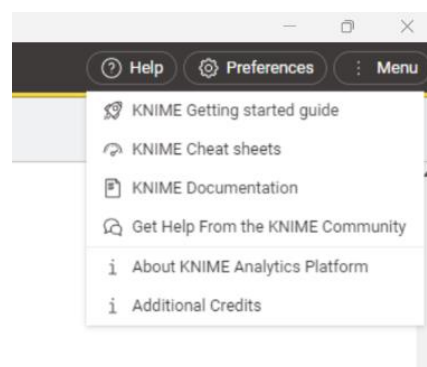 Help
Preferences
Menu
KNIME Getting started guide
KNIME Cheat sheets
KNIME Documentation
Get Help From the KNIME Community
About KNIME Analytics Platform
Additional Credits